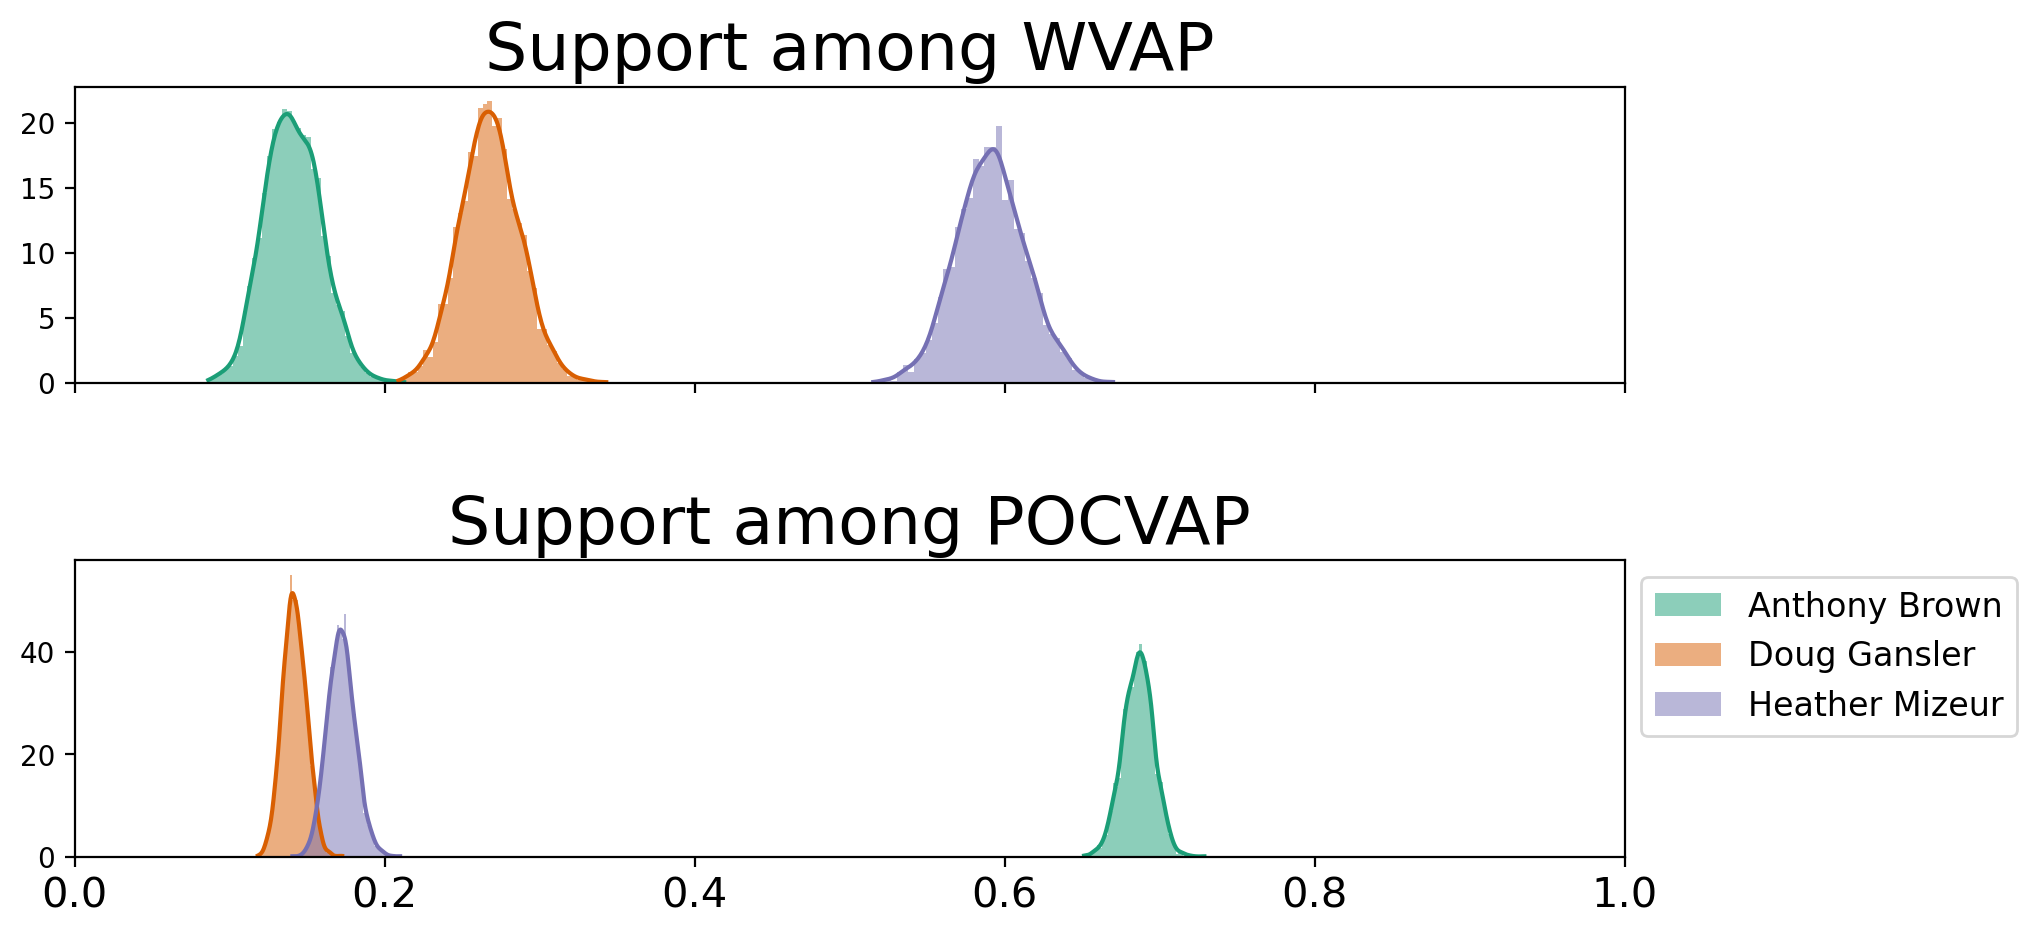 Support among WVAP
20
15
10
5
0
Support among POCVAP
40
20
0
0.0 0.2 0.4 0.6 0.8 1.0
Anthony Brown
Doug Gansler
Heather Mizeur